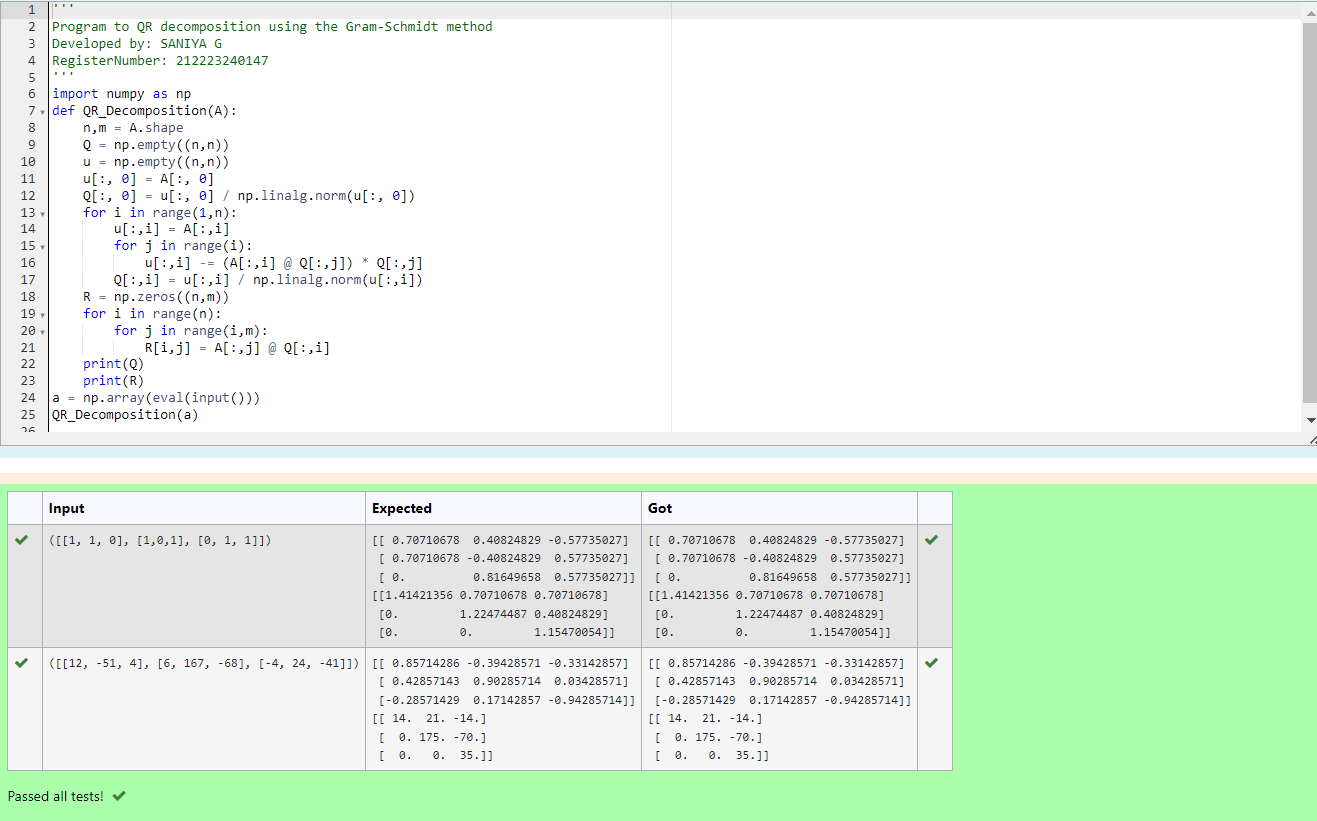 1 '''
2 Program to QR decomposition using the Gram-Schmidt method
3 Developed by: SANIYA G
4 RegisterNumber: 212223240147
5 '''
6 import numpy as np
7 def QR_Decomposition(A):
8     n,m = A.shape
9     Q = np.empty((n,n))
10     u = np.empty((n,n))
11     u[:, 0] = A[:, 0]
12     Q[:, 0] = u[:, 0] / np.linalg.norm(u[:, 0])
13     for i in range(1,n):
14         u[:,i] = A[:,i]
15         for j in range(i):
16             u[:,i] -= (A[:,i] @ Q[:,j]) * Q[:,j]
17         Q[:,i] = u[:,i] / np.linalg.norm(u[:,i])
18     R = np.zeros((n,m))
19     for i in range(n):
20         for j in range(i,m):
21             R[i,j] = A[:,j] @ Q[:,i]
22     print(Q)
23     print(R)
24 a = np.array(eval(input()))
25 QR_Decomposition(a)
26
Input Expected Got
([[1, 1, 0], [1,0,1], [0, 1, 1]]) [[ 0.70710678  0.40824829 -0.57735027] [[ 0.70710678  0.40824829 -0.57735027]
[ 0.70710678 -0.40824829  0.57735027] [ 0.70710678 -0.40824829  0.57735027]
[ 0.          0.81649658  0.57735027]] [ 0.          0.81649658  0.57735027]]
[[1.41421356 0.70710678 0.70710678] [[1.41421356 0.70710678 0.70710678]
[0.         1.22474487 0.40824829] [0.         1.22474487 0.40824829]
[0.         0.         1.15470054]] [0.         0.         1.15470054]]
([[12, -51, 4], [6, 167, -68], [-4, 24, -41]]) [[ 0.85714286 -0.39428571 -0.33142857] [[ 0.85714286 -0.39428571 -0.33142857]
[ 0.42857143  0.90285714  0.03428571] [ 0.42857143  0.90285714  0.03428571]
[-0.28571429  0.17142857 -0.94285714]] [-0.28571429  0.17142857 -0.94285714]]
[[ 14.  21. -14.] [[ 14.  21. -14.]
[  0. 175. -70.] [  0. 175. -70.]
[  0.   0.  35.]] [  0.   0.  35.]]
Passed all tests!